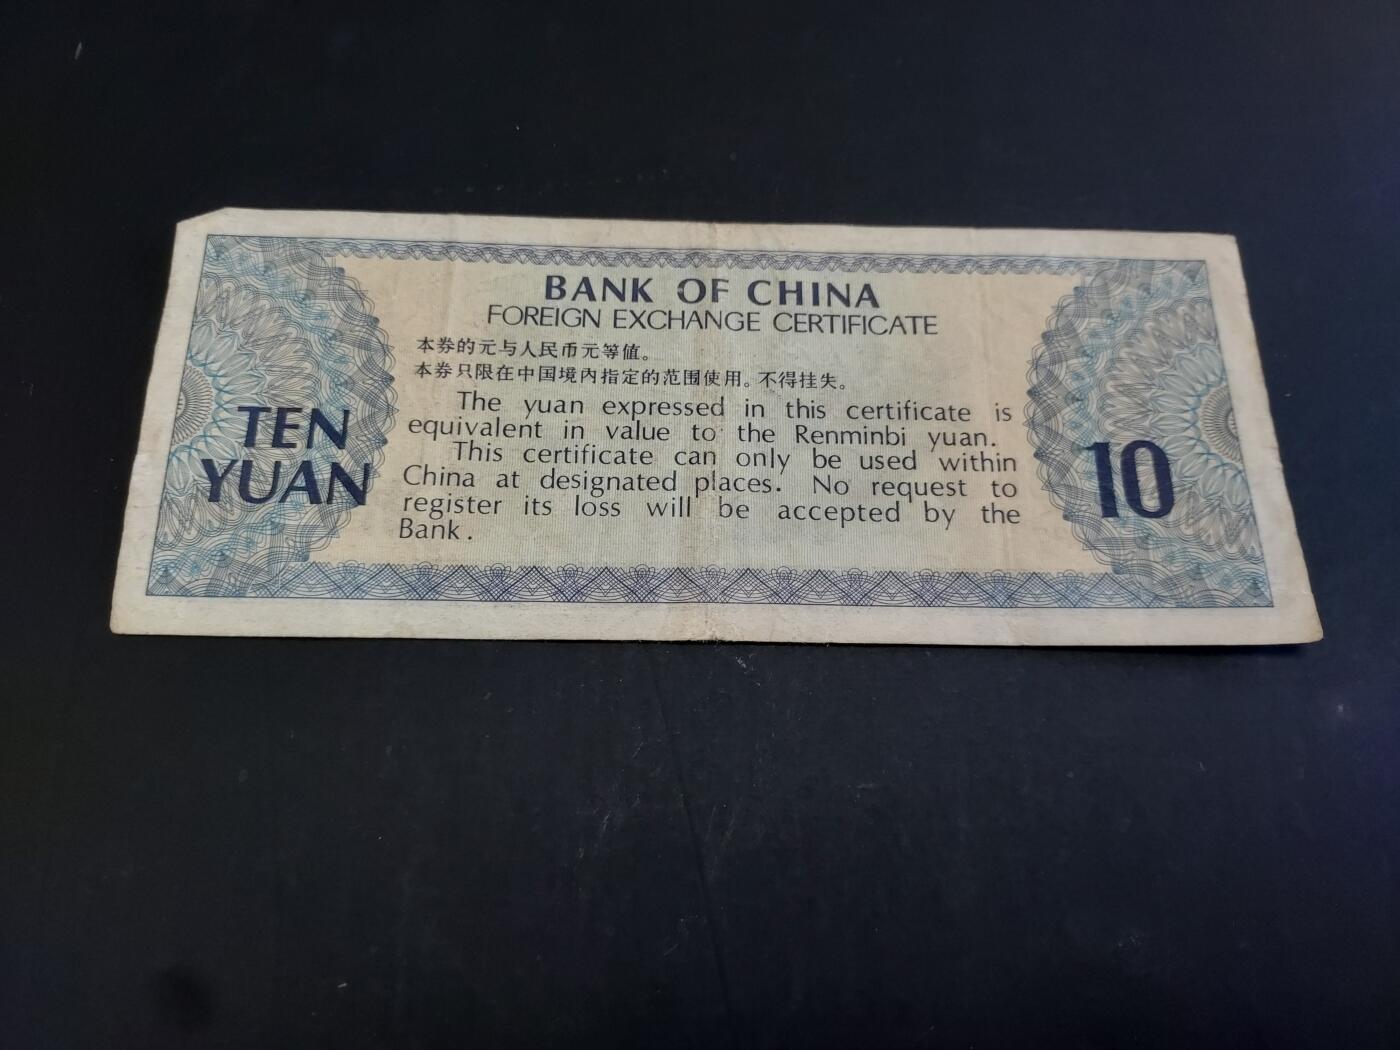 BANK OF CHINA
FOREIGN EXCHANGE CERTIFICATE
本券的元与人民币元等值。
本券只限在中国境内指定的范围使用。不得挂失。
The yuan expressed in this certificate is
equivalent in value to the Renminbi yuan.
This certificate can only be used within
China at designated places. No request to
register its loss will be accepted by the
Bank.
TEN
YUAN
10